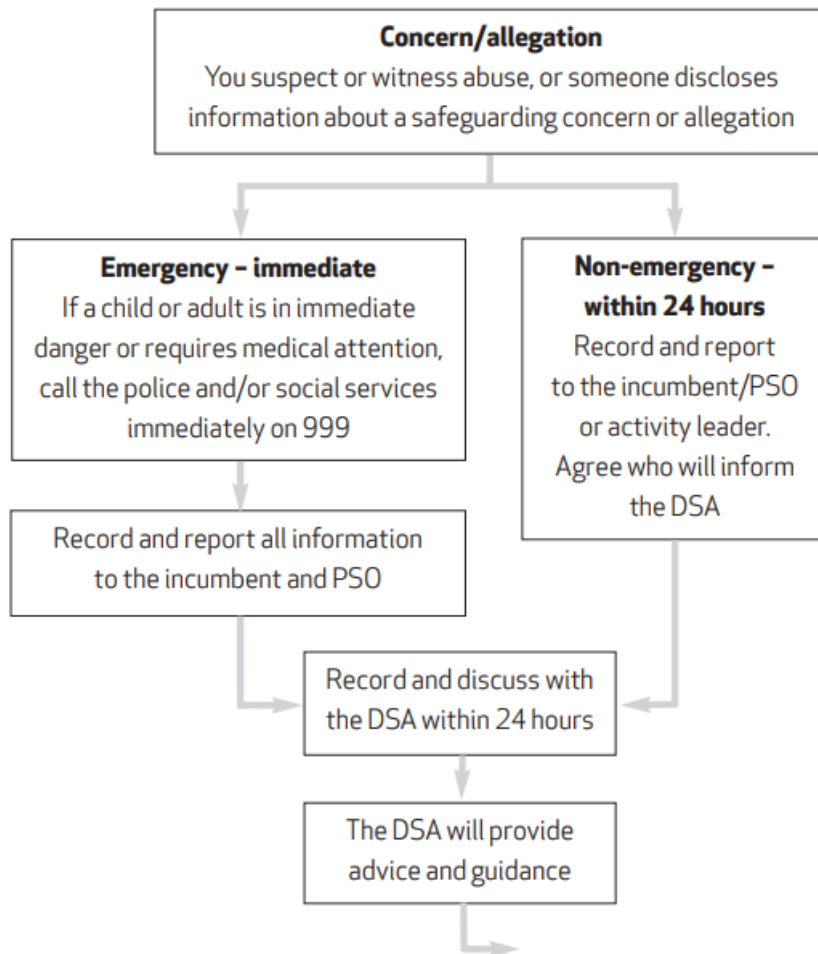 Concern/allegation
You suspect or witness abuse, or someone discloses
information about a safeguarding concern or allegation
Emergency – immediate
If a child or adult is in immediate
danger or requires medical attention,
call the police and/or social services
immediately on 999
Non-emergency –
within 24 hours
Record and report
to the incumbent/PSO
or activity leader.
Agree who will inform
the DSA
Record and report all information
to the incumbent and PSO
Record and discuss with
the DSA within 24 hours
The DSA will provide
advice and guidance